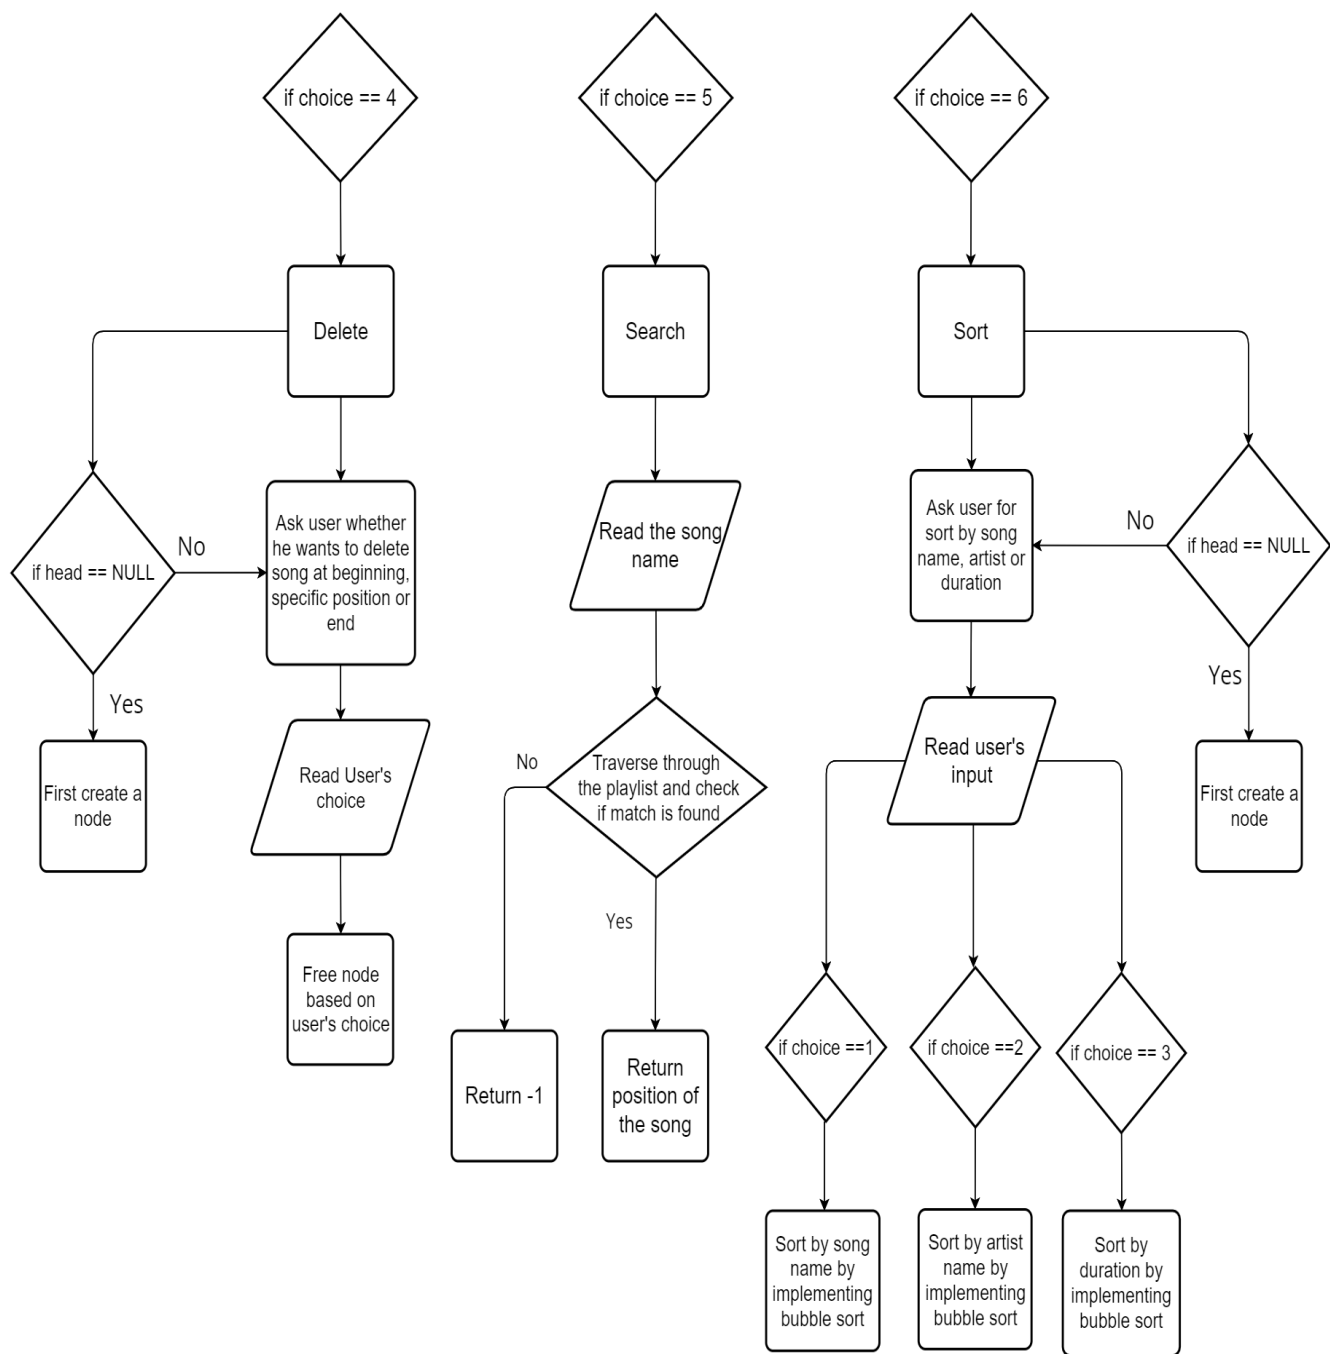 if choice == 4
if choice == 5
if choice == 6
Delete
Search
Sort
if head == NULL
No
Ask user whether
he wants to delete
song at beginning,
specific position or
end
Read the song
name
Ask user for
sort by song
name, artist or
duration
No
if head == NULL
Yes
First create a
node
Read User's
choice
No
Traverse through
the playlist and check
if match is found
Read user's
input
Yes
First create a
node
Free node
based on
user's choice
Yes
Return -1
Return
position of
the song
if choice ==1
if choice ==2
if choice == 3
Sort by song
name by
implementing
bubble sort
Sort by artist
name by
implementing
bubble sort
Sort by
duration by
implementing
bubble sort